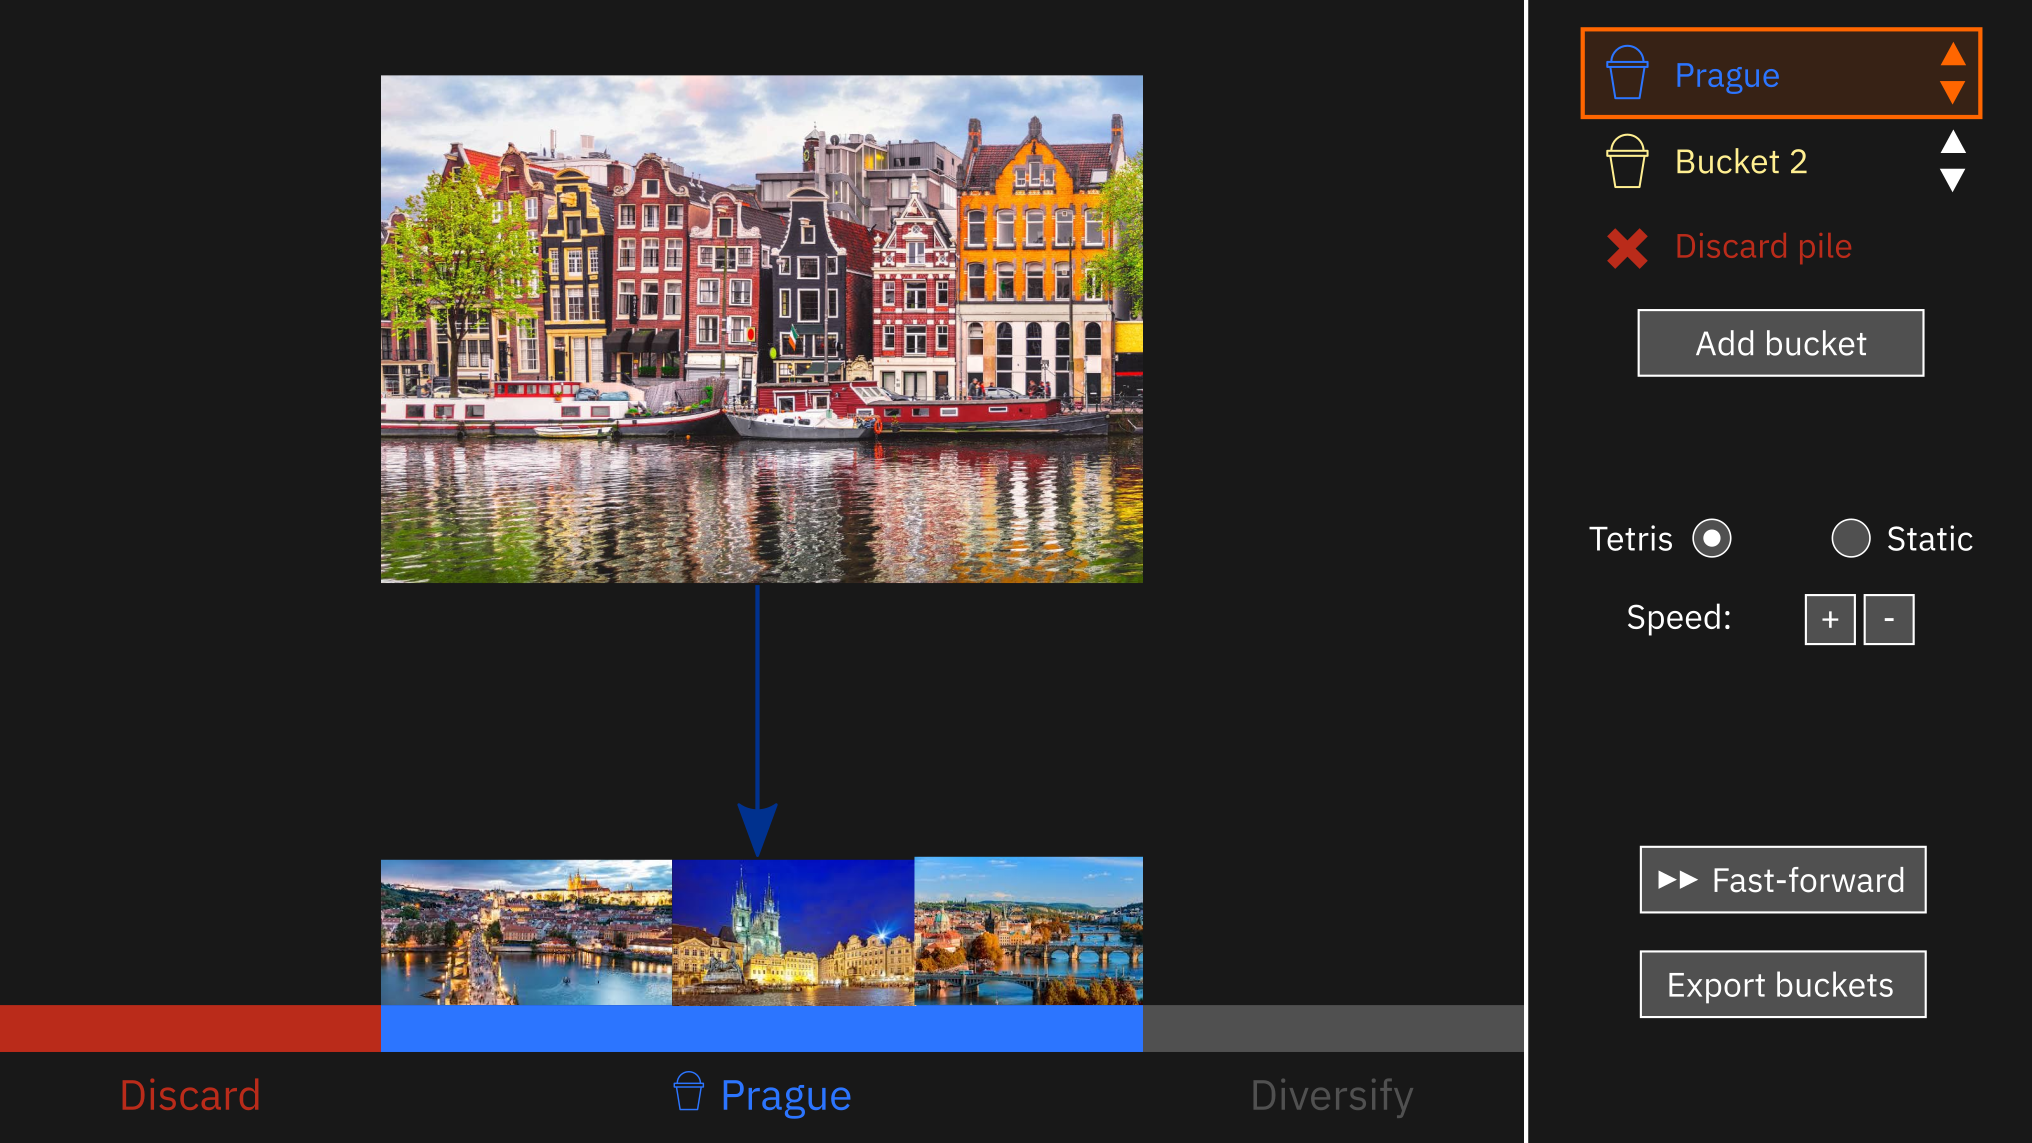 Prague
Bucket 2
Discard pile
Add bucket
Tetris
Static
Speed:
+ -
Fast-forward
Export buckets
Discard
Prague
Diversify